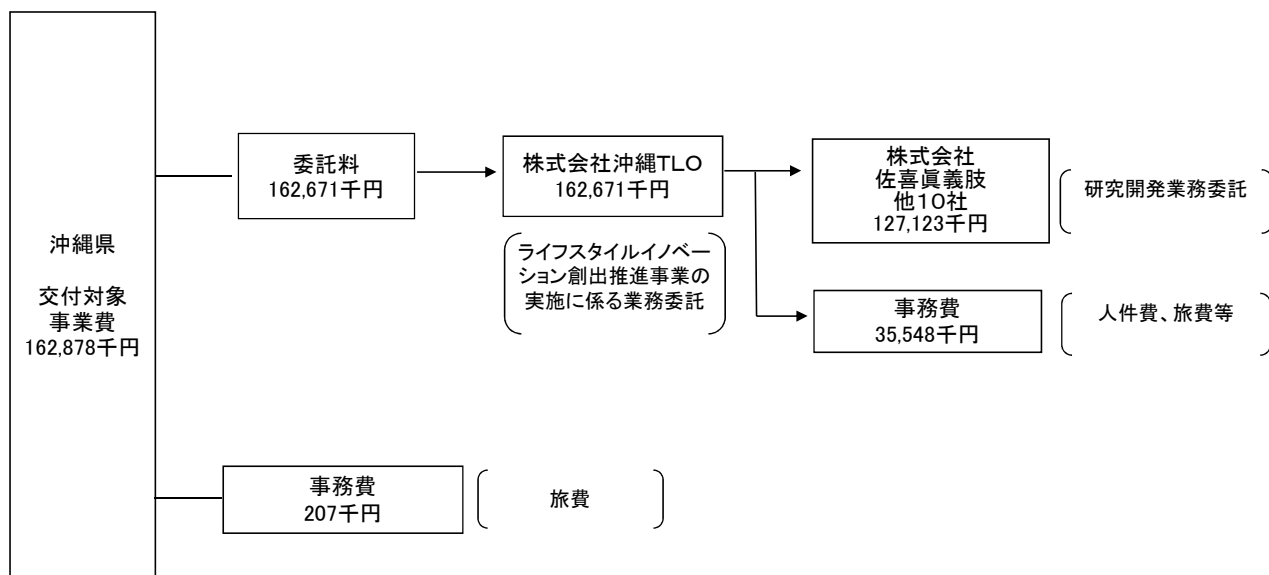 沖縄県
交付対象
事業費
162,878千円
委託料
162,671千円
株式会社沖縄TLO
162,671千円
ライフスタイルイノベー
ション創出推進事業の
実施に係る業務委託
株式会社
佐喜眞義肢
他10社
127,123千円
研究開発業務委託
事務費
35,548千円
人件費、旅費等
事務費
207千円
旅費